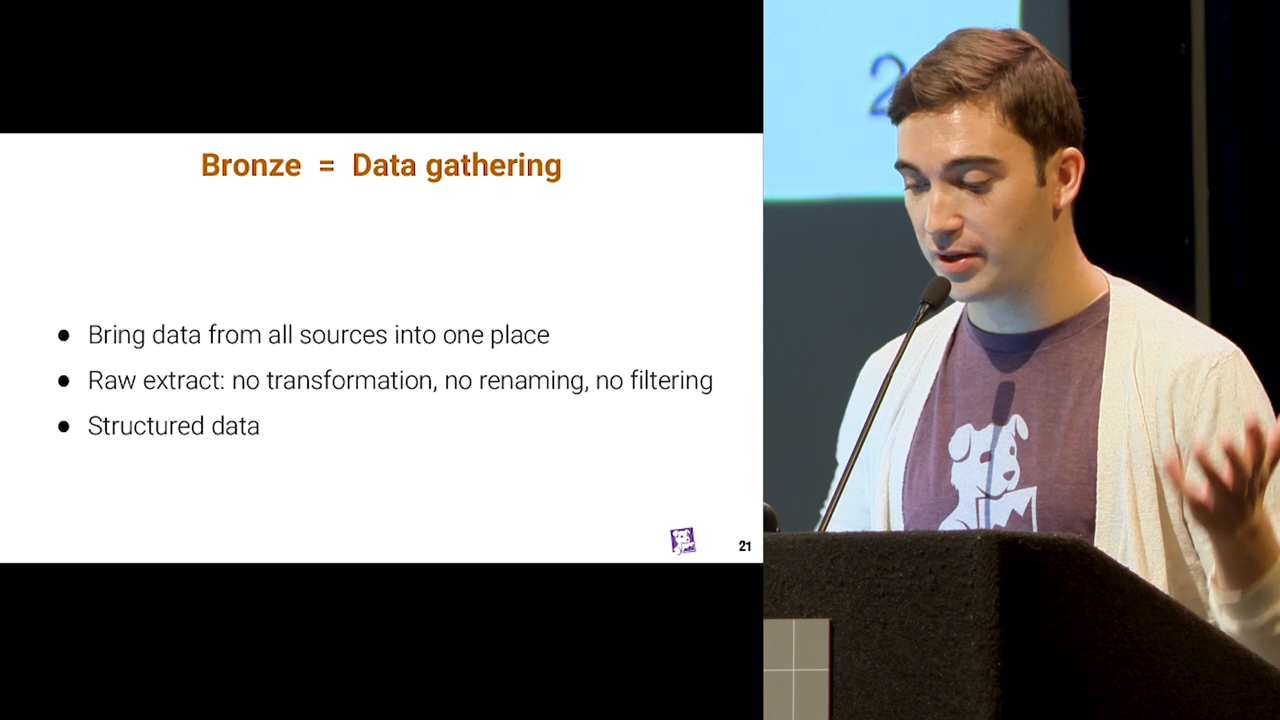 Bronze = Data gathering
● Bring data from all sources into one place
● Raw extract: no transformation, no renaming, no filtering
● Structured data
21
2